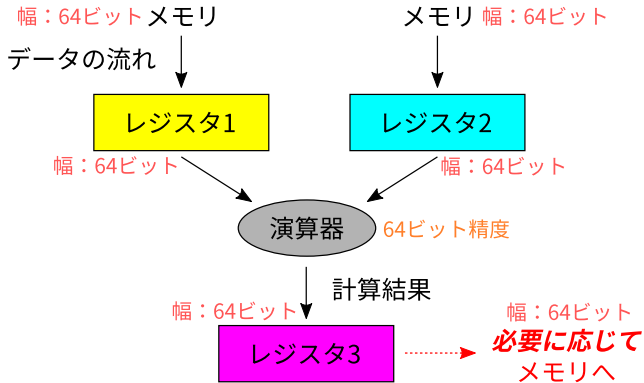 幅：64ビット メモリ
メモリ 幅：64ビット
データの流れ
レジスタ1
レジスタ2
幅：64ビット
幅：64ビット
演算器
64ビット精度
計算結果
幅：64ビット
レジスタ3
幅：64ビット
必要に応じて
メモリへ